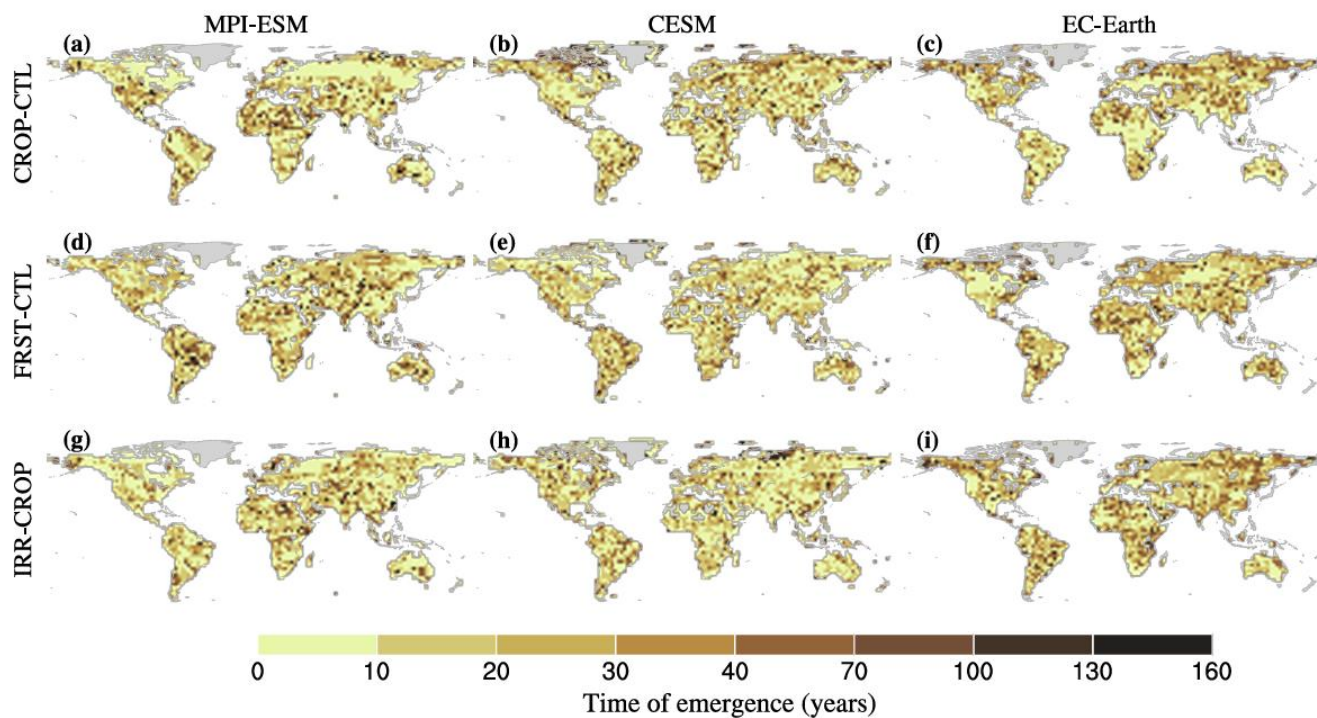 MPI-ESM CESM EC-Earth
(a) (b) (c)
CROP-CTL
(d) (e) (f)
FRST-CTL
(g) (h) (i)
IRR-CROP
0 10 20 30 40 70 100 130 160
Time of emergence (years)